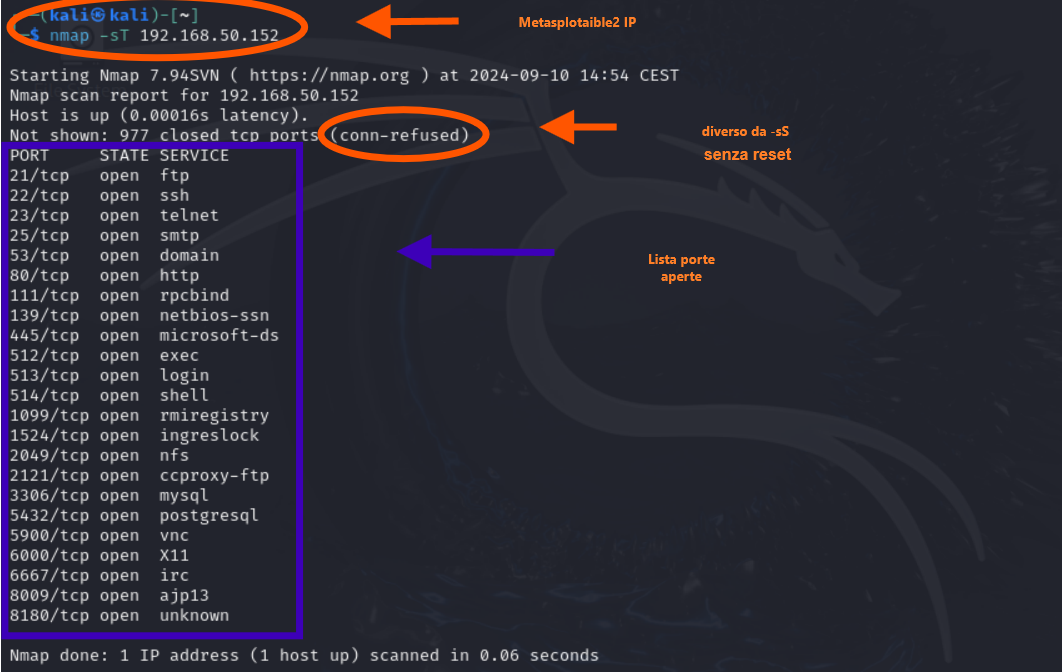 (kali㉿kali)-[~]
$ nmap -sT 192.168.50.152
Metasplotaible2 IP
Starting Nmap 7.94SVN ( https://nmap.org ) at 2024-09-10 14:54 CEST
Nmap scan report for 192.168.50.152
Host is up (0.00016s latency).
Not shown: 977 closed tcp ports (conn-refused)
diverso da -sS
senza reset
PORT     STATE SERVICE
21/tcp   open  ftp
22/tcp   open  ssh
23/tcp   open  telnet
25/tcp   open  smtp
53/tcp   open  domain
80/tcp   open  http
111/tcp  open  rpcbind
139/tcp  open  netbios-ssn
445/tcp  open  microsoft-ds
512/tcp  open  exec
513/tcp  open  login
514/tcp  open  shell
1099/tcp open  rmiregistry
1524/tcp open  ingreslock
2049/tcp open  nfs
2121/tcp open  ccproxy-ftp
3306/tcp open  mysql
5432/tcp open  postgresql
5900/tcp open  vnc
6000/tcp open  X11
6667/tcp open  irc
8009/tcp open  ajp13
8180/tcp open  unknown
Lista porte
aperte
Nmap done: 1 IP address (1 host up) scanned in 0.06 seconds